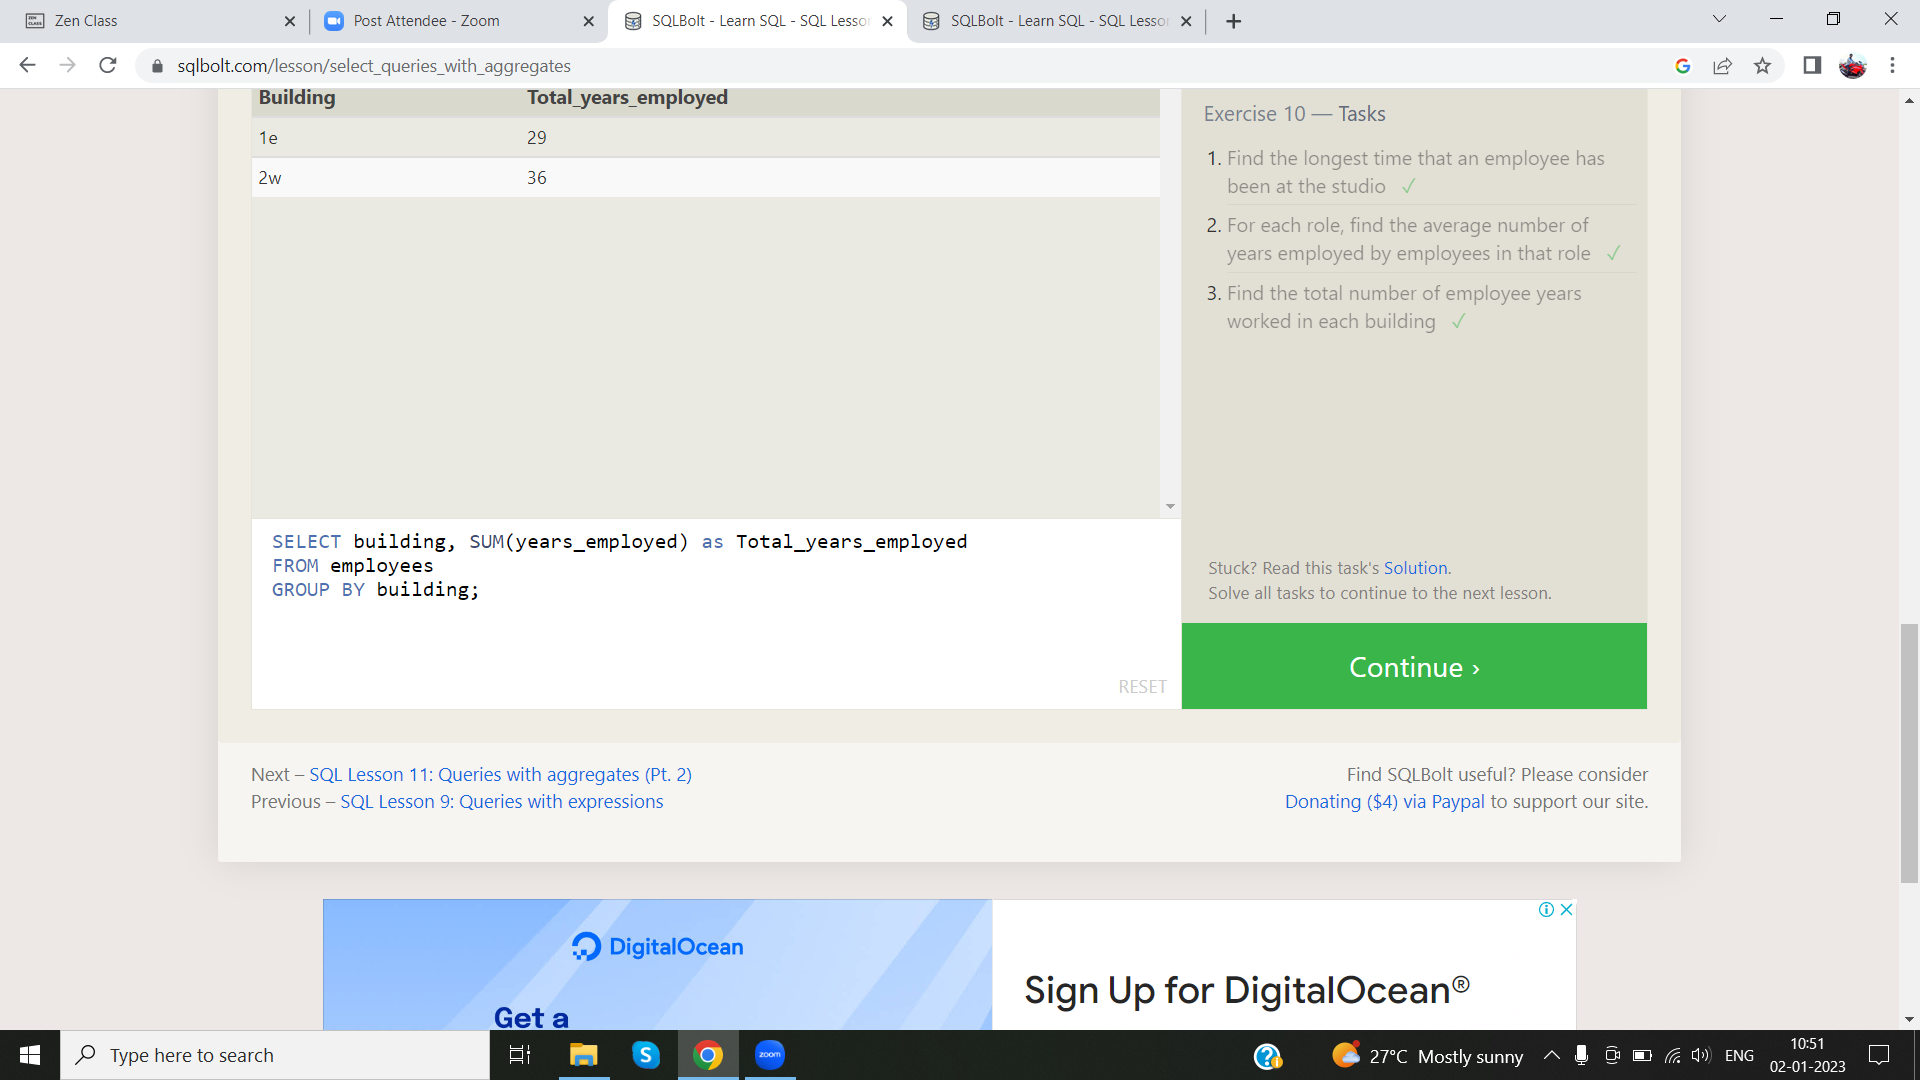 Zen Class
Post Attendee - Zoom
SQLBolt - Learn SQL - SQL Lesso
SQLBolt - Learn SQL - SQL Lesso
sqlbolt.com/lesson/select_queries_with_aggregates
Building Total_years_employed
1e 29
2w 36
Exercise 10 — Tasks
1. Find the longest time that an employee has
been at the studio ✓
2. For each role, find the average number of
years employed by employees in that role ✓
3. Find the total number of employee years
worked in each building ✓
SELECT building, SUM(years_employed) as Total_years_employed
FROM employees
GROUP BY building;
RESET
Stuck? Read this task's Solution.
Solve all tasks to continue to the next lesson.
Continue ›
Next – SQL Lesson 11: Queries with aggregates (Pt. 2)
Previous – SQL Lesson 9: Queries with expressions
Find SQLBolt useful? Please consider
Donating ($4) via Paypal to support our site.
DigitalOcean
Get a
Sign Up for DigitalOcean®
Type here to search
zoom
27°C Mostly sunny
ENG
10:51
02-01-2023